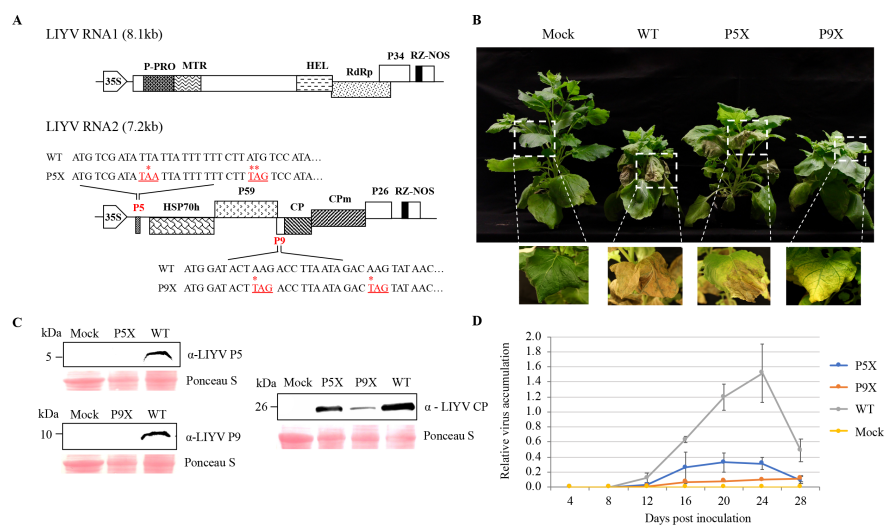 A
LIYV RNA1 (8.1kb)
P-PRO MTR HEL RdRp P34 RZ-NOS
35S
LIYV RNA2 (7.2kb)
WT ATG TCG ATA TTA TTA TTT TTT CTT ATG TCC ATA…
* **
P5X ATG TCG ATA TAA TTA TTT TTT CTT TAG TCC ATA…
P5 HSP70h P59 CP CPm P26 RZ-NOS
35S
P9
WT ATG GAT ACT AAG ACC TTA ATA GAC AAG TAT AAC…
* *
P9X ATG GAT ACT TAG ACC TTA ATA GAC TAG TAT AAC…
B
Mock WT P5X P9X
C
kDa Mock P5X WT
5 α-LIYV P5
Ponceau S
kDa Mock P9X WT
10 α-LIYV P9
Ponceau S
kDa Mock P5X P9X WT
26 α - LIYV CP
Ponceau S
D
Relative virus accumulation
2.0
1.8
1.6
1.4
1.2
1.0
0.8
0.6
0.4
0.2
0.0
4 8 12 16 20 24 28
Days post inoculation
P5X
P9X
WT
Mock